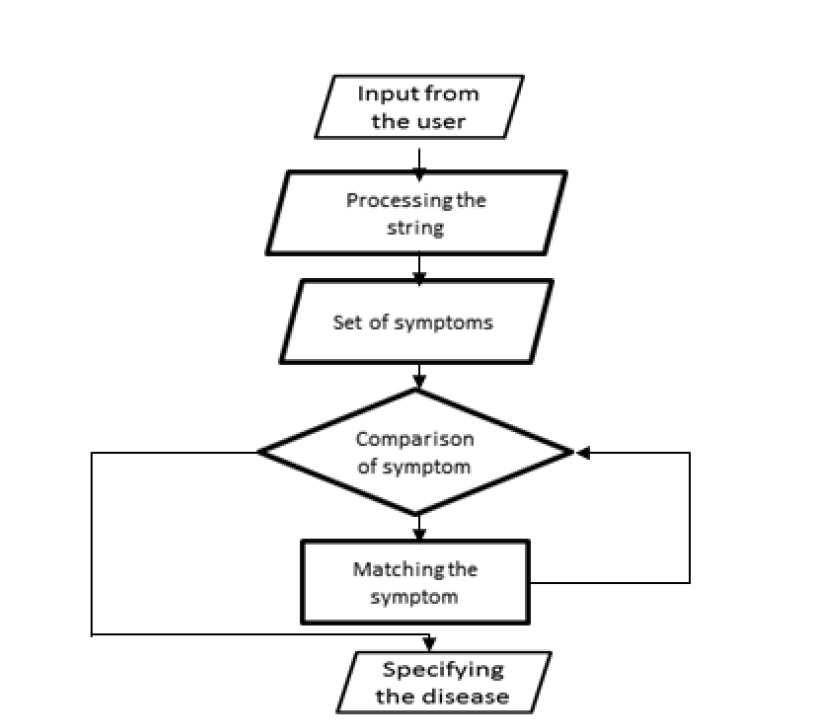 Input from
the user
Processing the
string
Set of symptoms
Comparison
of symptom
Matching the
symptom
Specifying
the disease